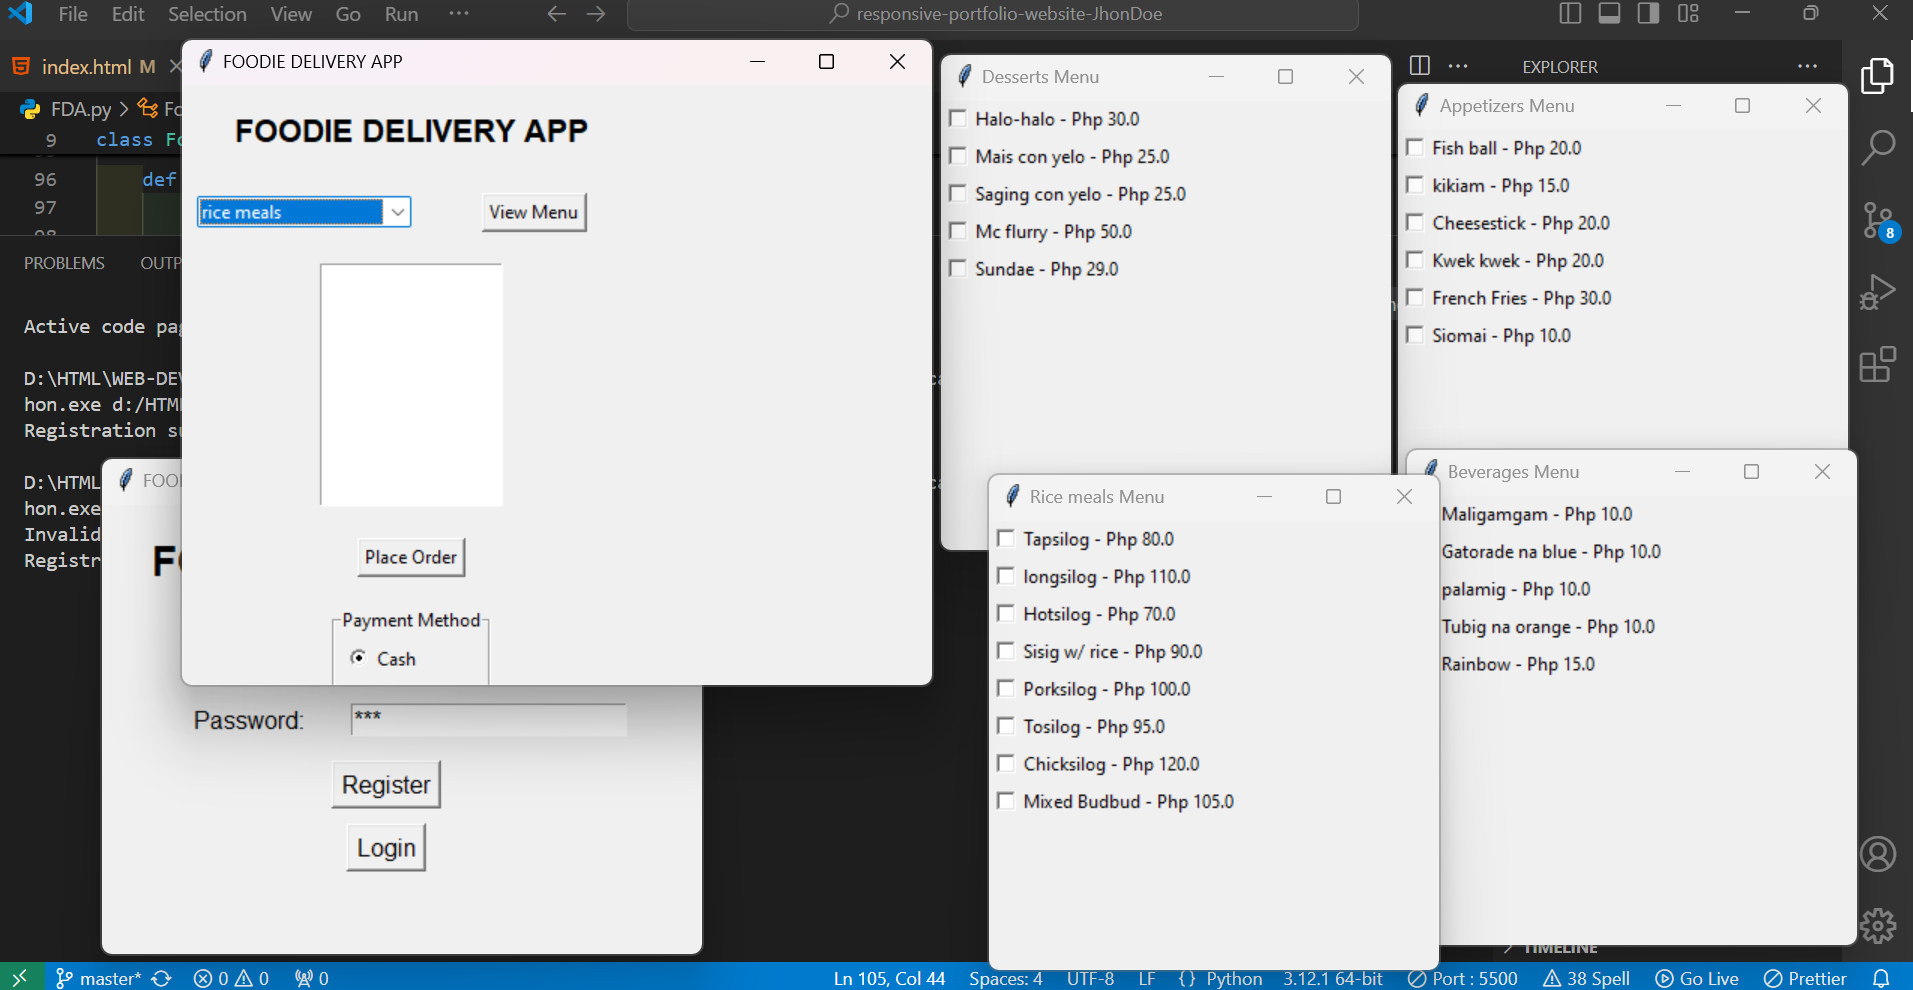 File Edit Selection View Go Run ···
responsive-portfolio-website-JhonDoe
index.html M
FDA.py
9 class
96 def
97
PROBLEMS
EXPLORER
Active code
D:\HTML\WEB-DEV
hon.exe
Registration
D:\HTML
hon.exe
Invalid
FOODIE DELIVERY APP
FOODIE DELIVERY APP
rice meals
View Menu
Place Order
Payment Method
Cash
Password: ***
Register
Login
Desserts Menu
Halo-halo - Php 30.0
Mais con yelo - Php 25.0
Saging con yelo - Php 25.0
Mc flurry - Php 50.0
Sundae - Php 29.0
Appetizers Menu
Fish ball - Php 20.0
kikiam - Php 15.0
Cheesestick - Php 20.0
Kwek kwek - Php 20.0
French Fries - Php 30.0
Siomai - Php 10.0
Rice meals Menu
Tapsilog - Php 80.0
longsilog - Php 110.0
Hotsilog - Php 70.0
Sisig w/ rice - Php 90.0
Porksilog - Php 100.0
Tosilog - Php 95.0
Chicksilog - Php 120.0
Mixed Budbud - Php 105.0
Beverages Menu
Maligamgam - Php 10.0
Gatorade na blue - Php 10.0
palamig - Php 10.0
Tubig na orange - Php 10.0
Rainbow - Php 15.0
8
TIMELINE
master* 0 0 0 Ln 105, Col 44 Spaces: 4 UTF-8 LF {} Python 3.12.1 64-bit Port : 5500 38 Spell Go Live Prettier